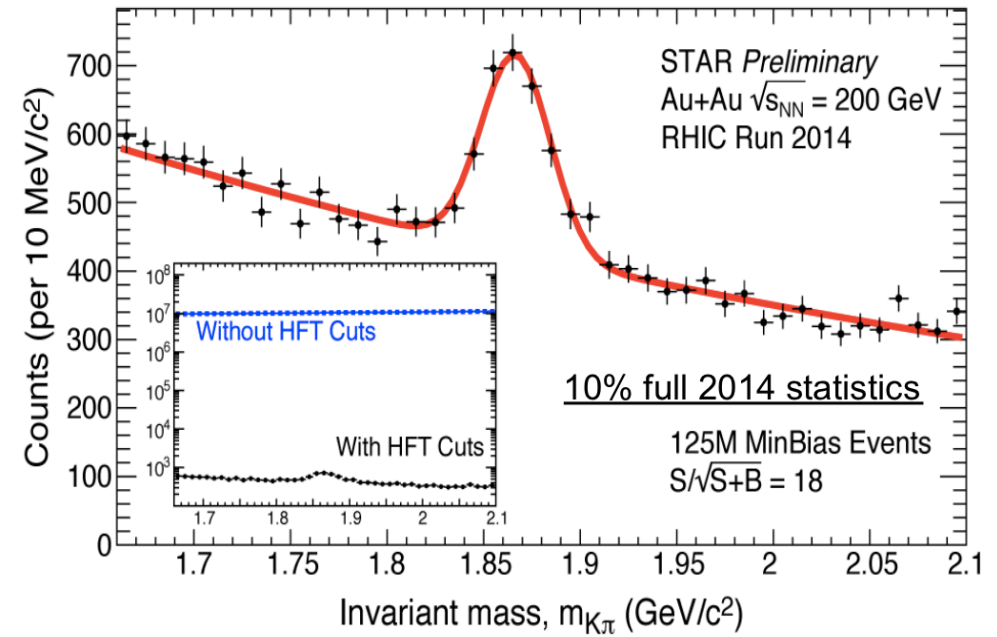 Counts (per 10 MeV/c²)
700
600
500
400
300
200
100
0
STAR Preliminary
Au+Au √sNN = 200 GeV
RHIC Run 2014
10⁸
10⁷
10⁶
10⁵
10⁴
10³
Without HFT Cuts
With HFT Cuts
1.7 1.8 1.9 2 2.1
10% full 2014 statistics
125M MinBias Events
S/√S+B = 18
1.7 1.75 1.8 1.85 1.9 1.95 2 2.05 2.1
Invariant mass, mKπ (GeV/c²)